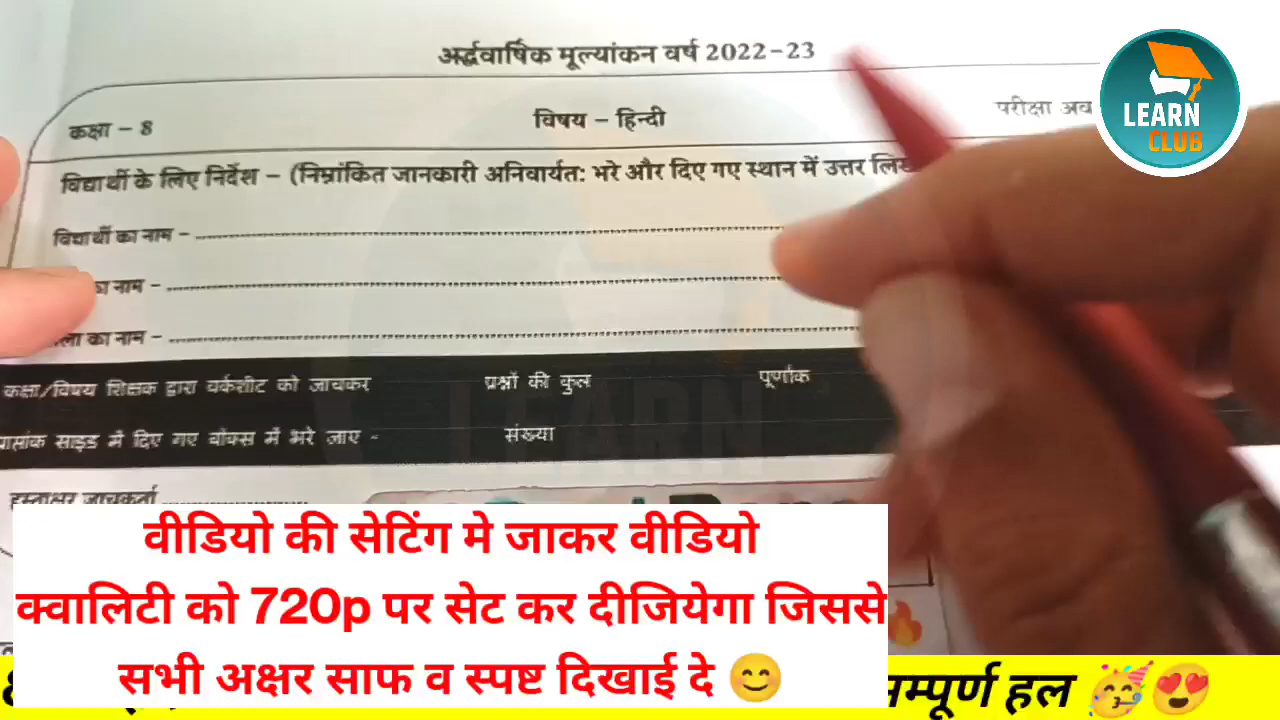 अर्द्धवार्षिक मूल्यांकन वर्ष 2022-23
कक्षा - 8 विषय - हिन्दी परीक्षा
LEARN CLUB
विद्यार्थी के लिए निर्देश - (निम्नांकित जानकारी अनिवार्यतः भरे और दिए गए स्थान में उत्तर
विद्यार्थी का नाम -
नाम -
का नाम -
कक्षा/विषय शिक्षक द्वारा वर्कशीट को जाचकर प्रश्नों की कुल पूर्णांक
साइड में दिए गए बॉक्स में भरे जाए - संख्या
LEARN
हस्ताक्षर जाचकर्ता
वीडियो की सेटिंग मे जाकर वीडियो
क्वालिटी को 720p पर सेट कर दीजियेगा जिससे
सभी अक्षर साफ व स्पष्ट दिखाई दे 😊
सम्पूर्ण हल 🥳😍